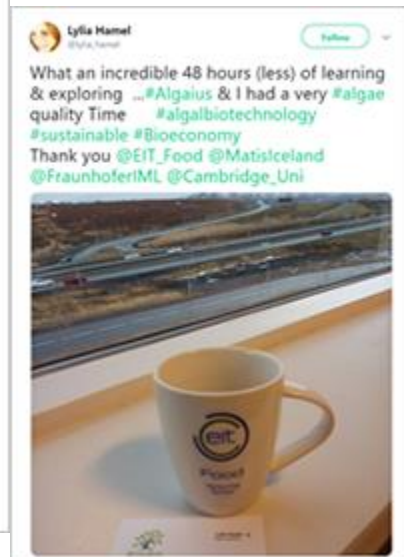 Lylia Hamel
@lylia_hamel
Follow
What an incredible 48 hours (less) of learning
& exploring ...#Algaius & I had a very #algae
quality Time #algalbiotechnology
#sustainable #Bioeconomy
Thank you @EIT_Food @MatisIceland
@FraunhoferIML @Cambridge_Uni
eit
Food